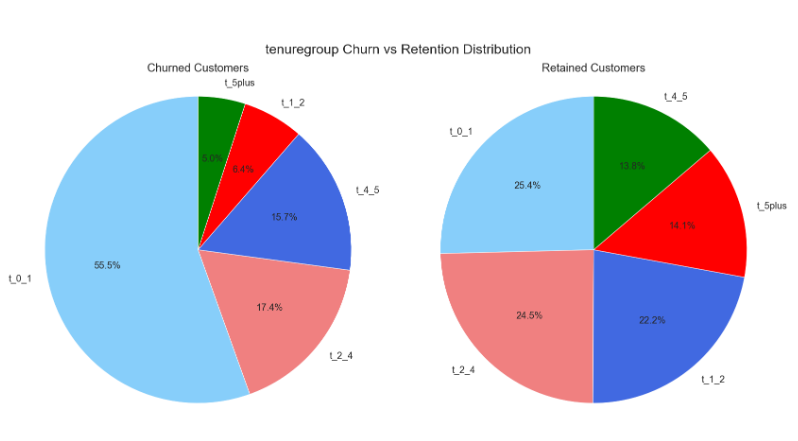 tenuregroup Churn vs Retention Distribution
Churned Customers
t_5plus
t_1_2
t_4_5
t_0_1
t_2_4
5.0%
6.4%
15.7%
55.5%
17.4%
Retained Customers
t_4_5
t_0_1
t_5plus
t_2_4
t_1_2
13.8%
25.4%
14.1%
24.5%
22.2%